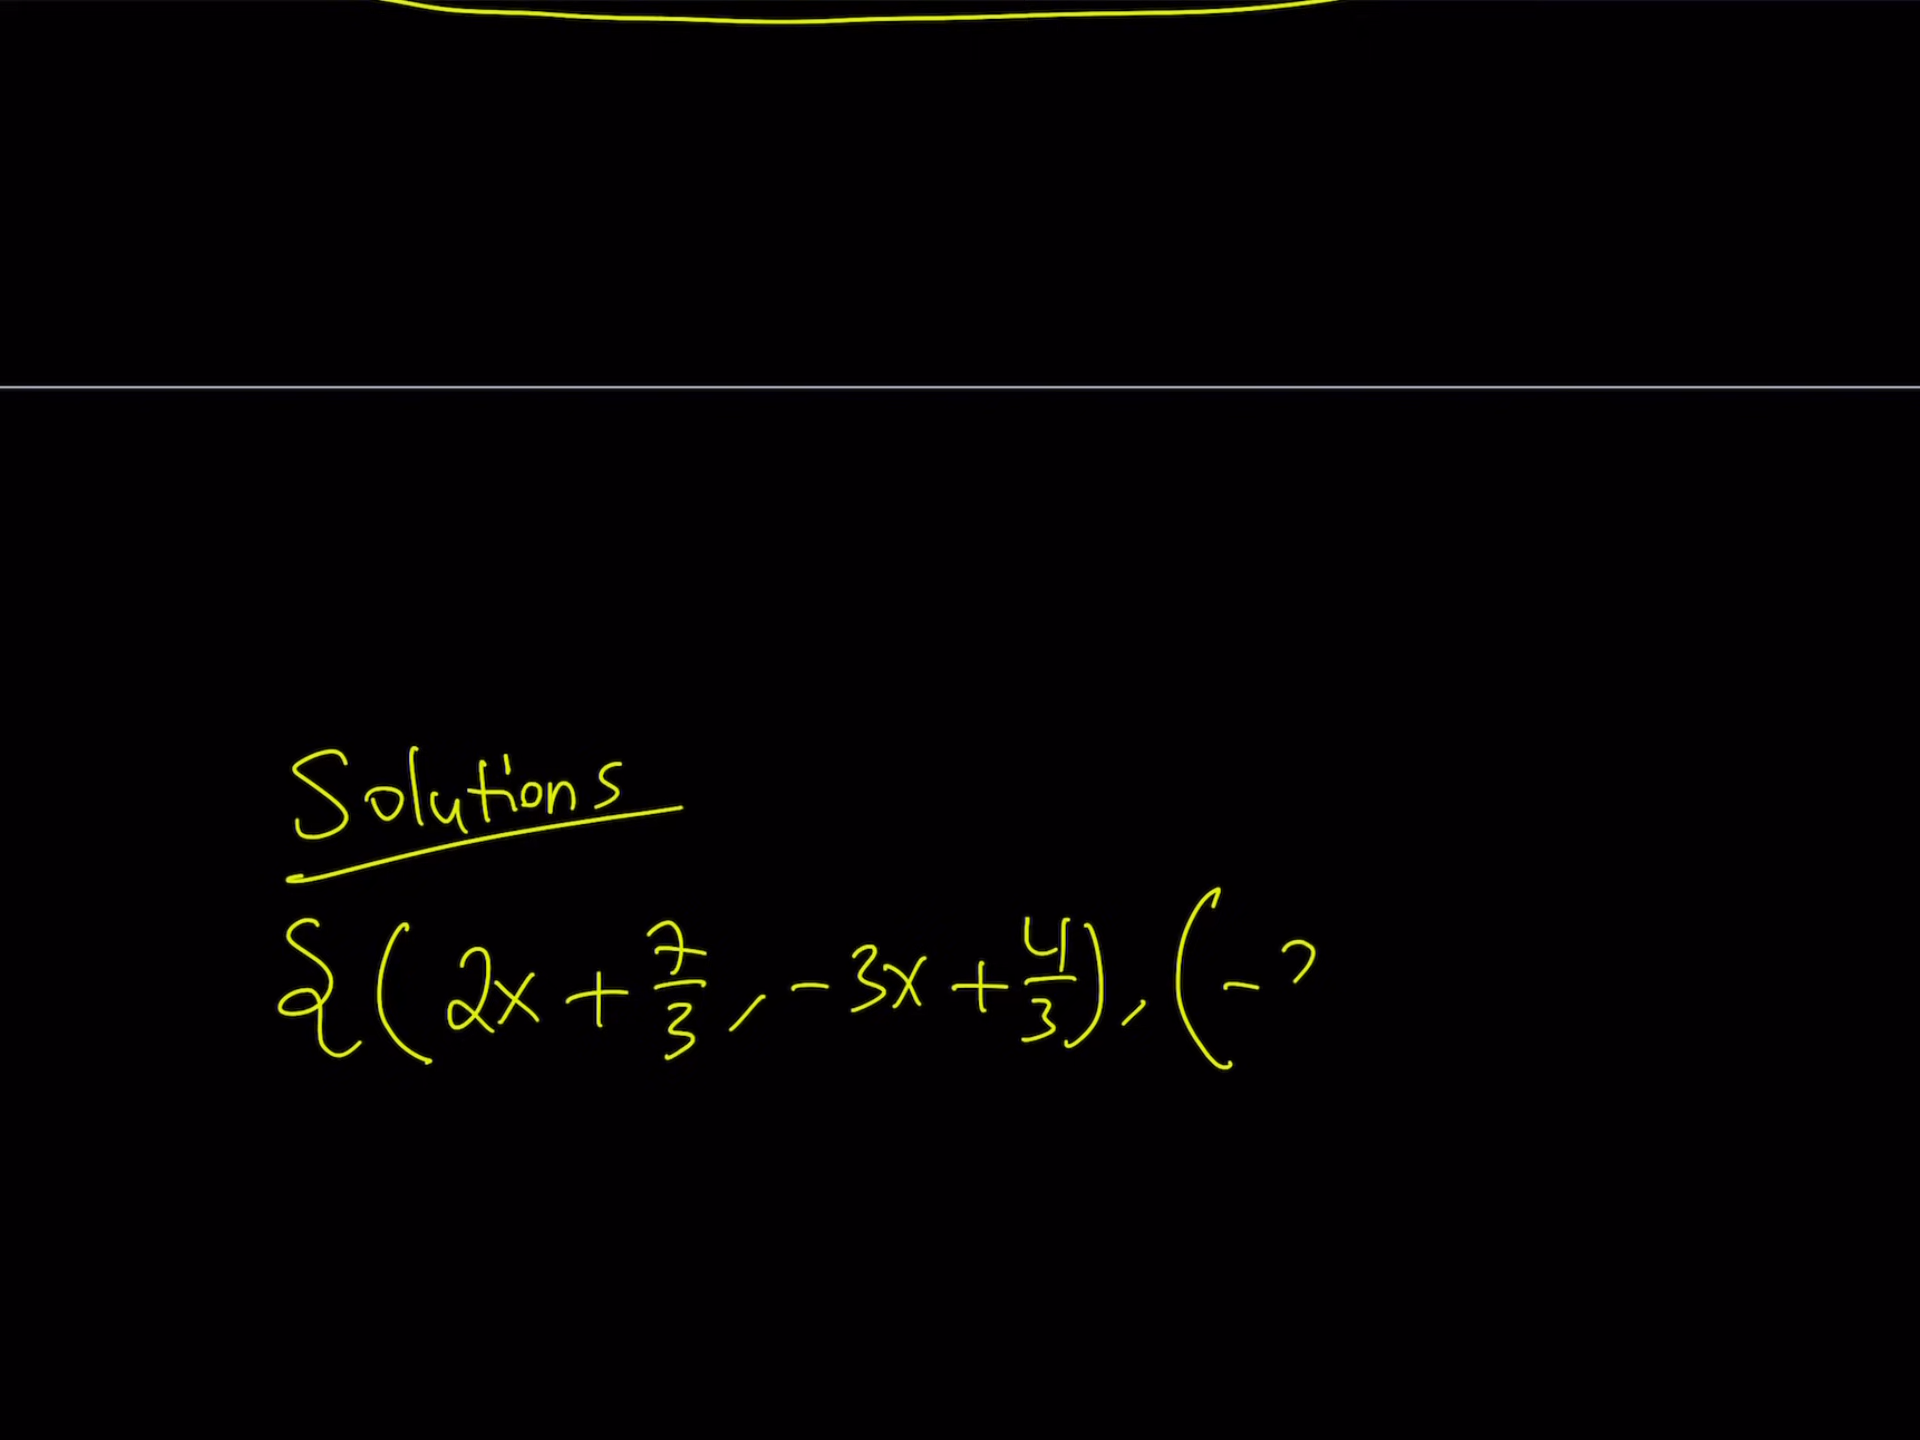 Solutions
{(2x + 7/3, -3x + 4/3), (-